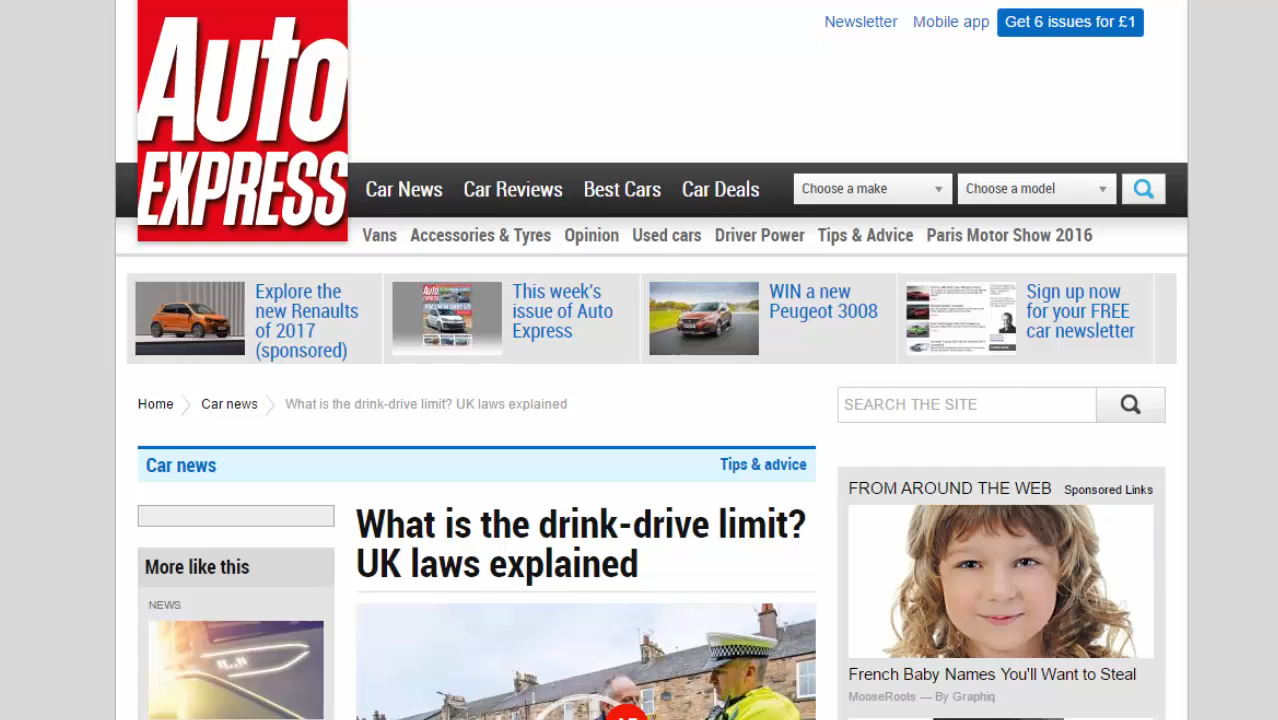 Newsletter Mobile app Get 6 issues for £1
Auto
EXPRESS
Car News Car Reviews Best Cars Car Deals Choose a make Choose a model
Vans Accessories & Tyres Opinion Used cars Driver Power Tips & Advice Paris Motor Show 2016
Explore the
new Renaults
of 2017
(sponsored)
This week's
issue of Auto
Express
WIN a new
Peugeot 3008
Sign up now
for your FREE
car newsletter
Home Car news What is the drink-drive limit? UK laws explained
SEARCH THE SITE
Car news Tips & advice
What is the drink-drive limit?
UK laws explained
More like this
NEWS
FROM AROUND THE WEB Sponsored Links
French Baby Names You'll Want to Steal
MooseRoots — By Graphiq